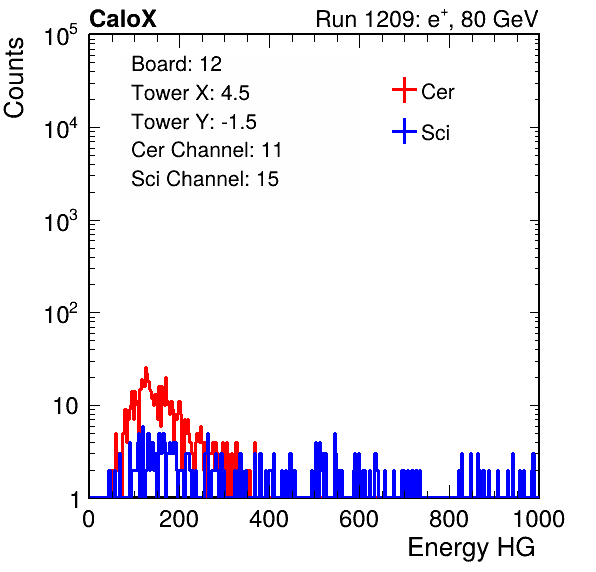 CaloX Run 1209: e⁺, 80 GeV
Counts
10⁵
10⁴
10³
10²
10
1
Board: 12
Tower X: 4.5
Tower Y: -1.5
Cer Channel: 11
Sci Channel: 15
Cer
Sci
0 200 400 600 800 1000
Energy HG